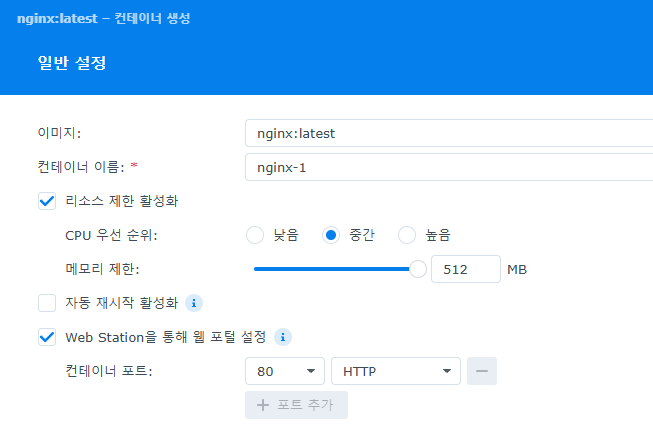 nginx:latest – 컨테이너 생성
일반 설정
이미지: nginx:latest
컨테이너 이름: * nginx-1
리소스 제한 활성화
CPU 우선 순위: 낮음 중간 높음
메모리 제한: 512 MB
자동 재시작 활성화 i
Web Station을 통해 웹 포털 설정 i
컨테이너 포트: 80 HTTP
+ 포트 추가